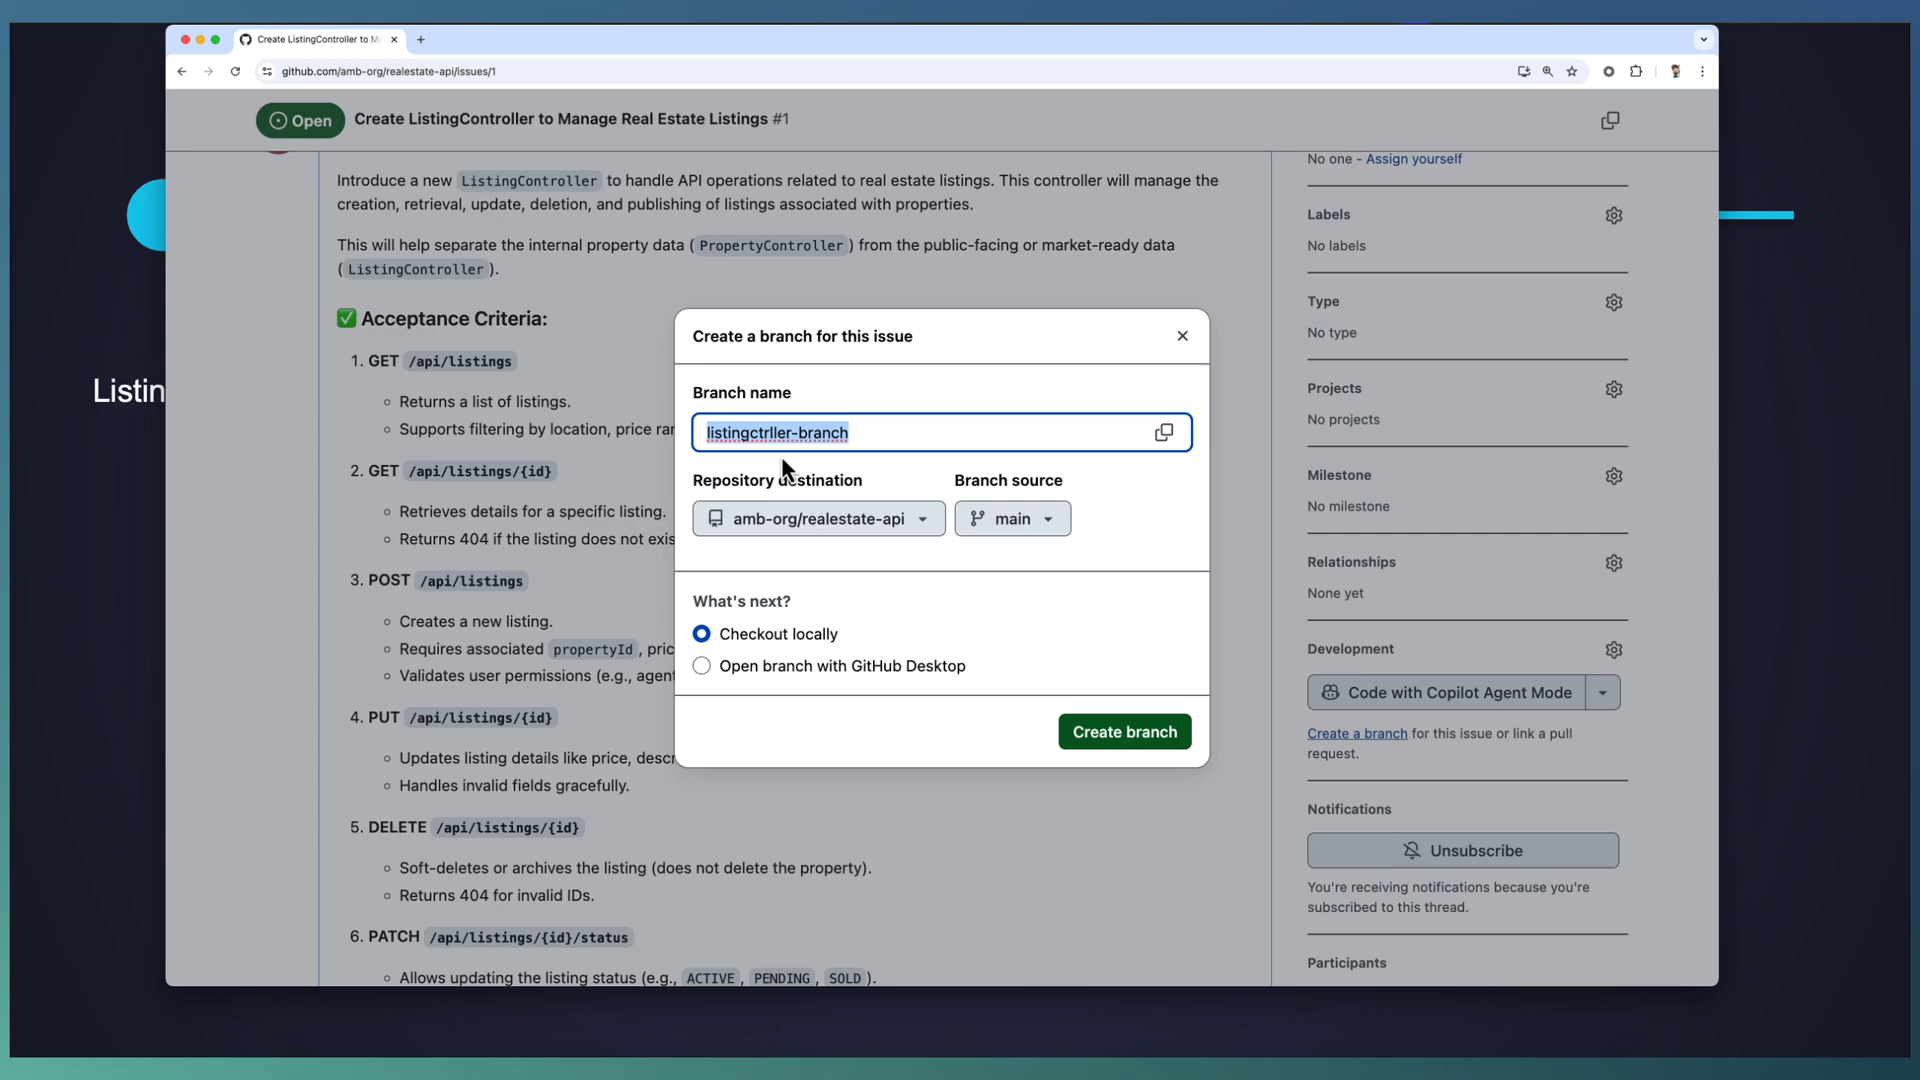 Create ListingController to Ma
github.com/amb-org/realestate-api/issues/1
Open
Create ListingController to Manage Real Estate Listings #1
Introduce a new ListingController to handle API operations related to real estate listings. This controller will manage the
creation, retrieval, update, deletion, and publishing of listings associated with properties.
This will help separate the internal property data ( PropertyController ) from the public-facing or market-ready data
( ListingController ).
✅ Acceptance Criteria:
1. GET /api/listings
Returns a list of listings.
Supports filtering by location, price ran
2. GET /api/listings/{id}
Retrieves details for a specific listing.
Returns 404 if the listing does not exis
3. POST /api/listings
Creates a new listing.
Requires associated propertyId , pric
Validates user permissions (e.g., agent
4. PUT /api/listings/{id}
Updates listing details like price, descr
Handles invalid fields gracefully.
5. DELETE /api/listings/{id}
Soft-deletes or archives the listing (does not delete the property).
Returns 404 for invalid IDs.
6. PATCH /api/listings/{id}/status
Allows updating the listing status (e.g., ACTIVE , PENDING , SOLD ).
Listin
Create a branch for this issue
Branch name
listingctrller-branch
Repository destination
Branch source
amb-org/realestate-api
main
What's next?
Checkout locally
Open branch with GitHub Desktop
Create branch
No one - Assign yourself
Labels
No labels
Type
No type
Projects
No projects
Milestone
No milestone
Relationships
None yet
Development
Code with Copilot Agent Mode
Create a branch for this issue or link a pull
request.
Notifications
Unsubscribe
You're receiving notifications because you're
subscribed to this thread.
Participants